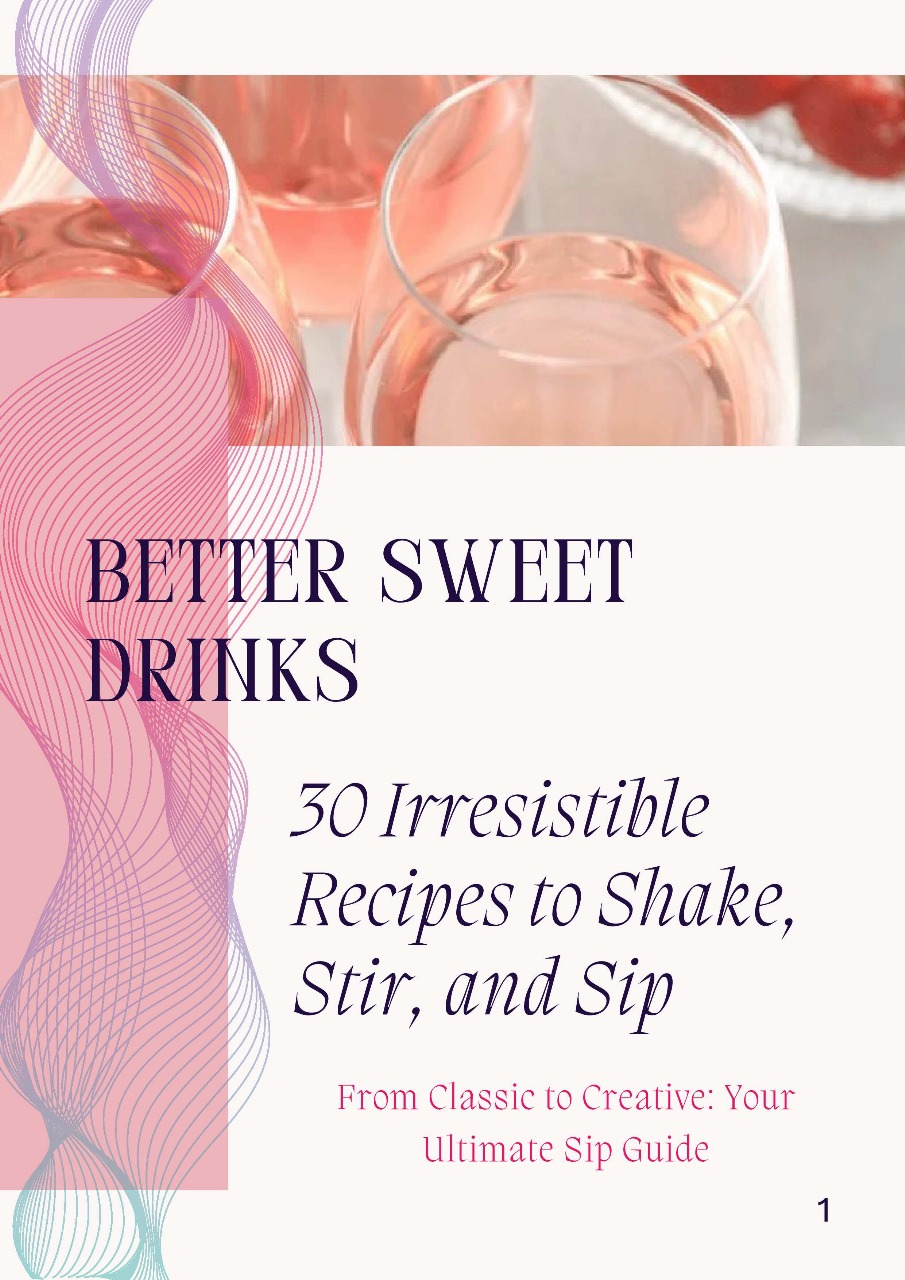 BETTER SWEET
DRINKS
30 Irresistible
Recipes to Shake,
Stir, and Sip
From Classic to Creative: Your
Ultimate Sip Guide
1